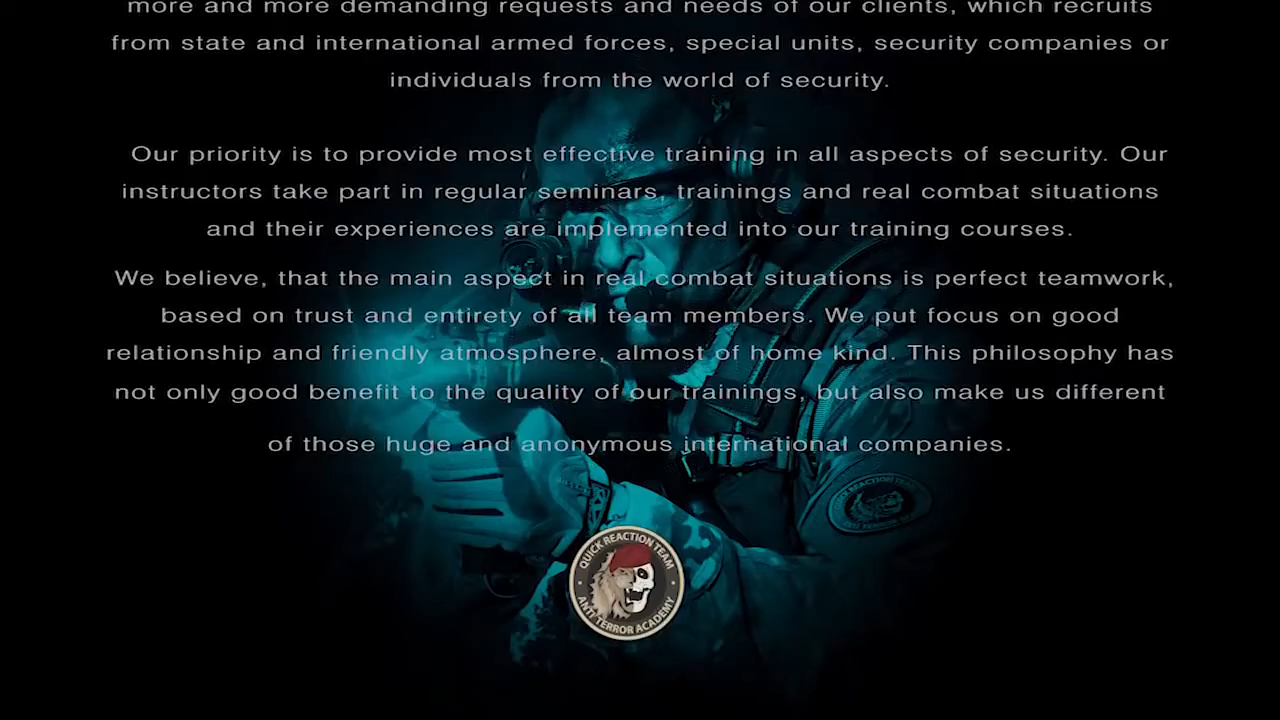 more and more demanding requests and needs of our clients, which recruits
from state and international armed forces, special units, security companies or
individuals from the world of security.
Our priority is to provide most effective training in all aspects of security. Our
instructors take part in regular seminars, trainings and real combat situations
and their experiences are implemented into our training courses.
We believe, that the main aspect in real combat situations is perfect teamwork,
based on trust and entirety of all team members. We put focus on good
relationship and friendly atmosphere, almost of home kind. This philosophy has
not only good benefit to the quality of our trainings, but also make us different
of those huge and anonymous international companies.
QUICK REACTION TEAM
ANTI TERROR ACADEMY